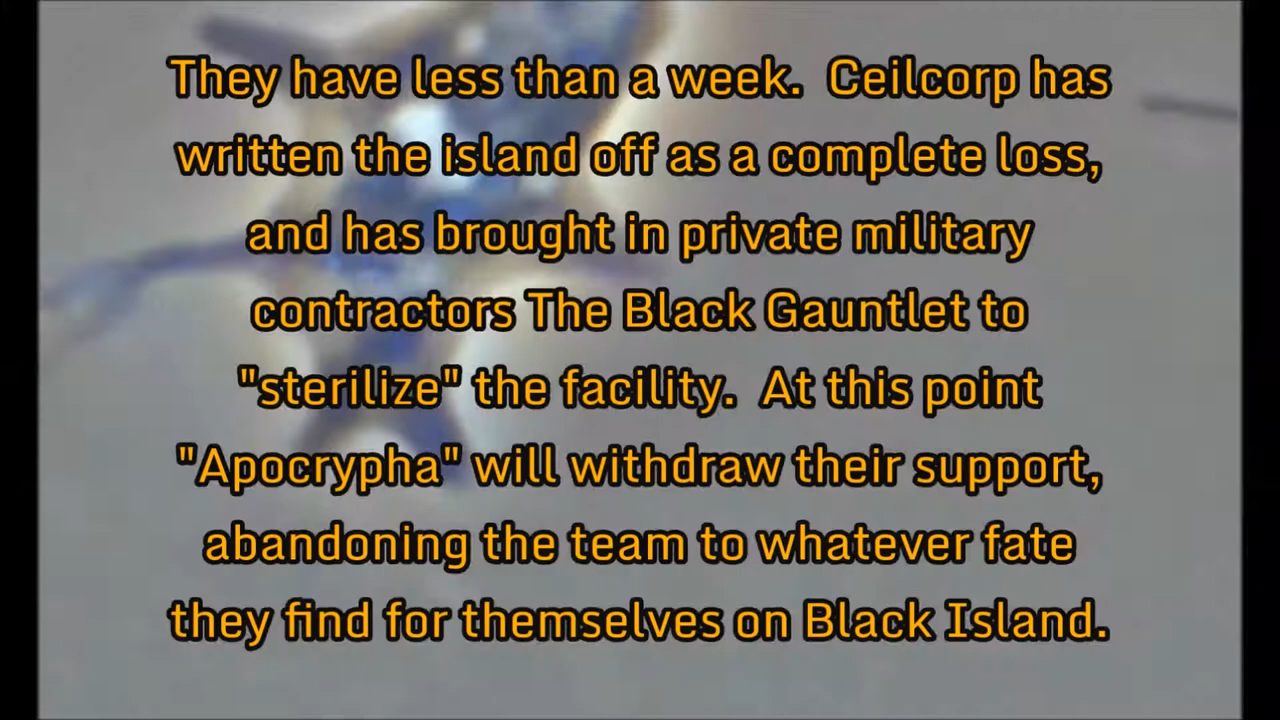 They have less than a week.  Ceilcorp has
written the island off as a complete loss,
and has brought in private military
contractors The Black Gauntlet to
"sterilize" the facility.  At this point
"Apocrypha" will withdraw their support,
abandoning the team to whatever fate
they find for themselves on Black Island.